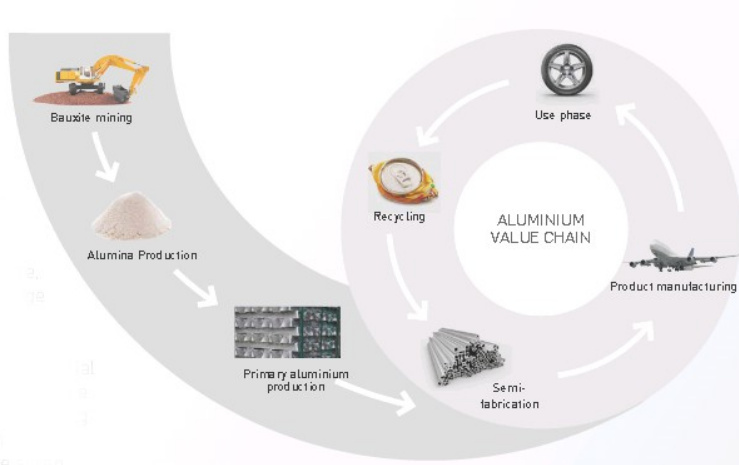 Bauxite mining
Alumina Production
Primary aluminium
production
Semi-
fabrication
Product manufacturing
Use phase
Recycling
ALUMINIUM
VALUE CHAIN